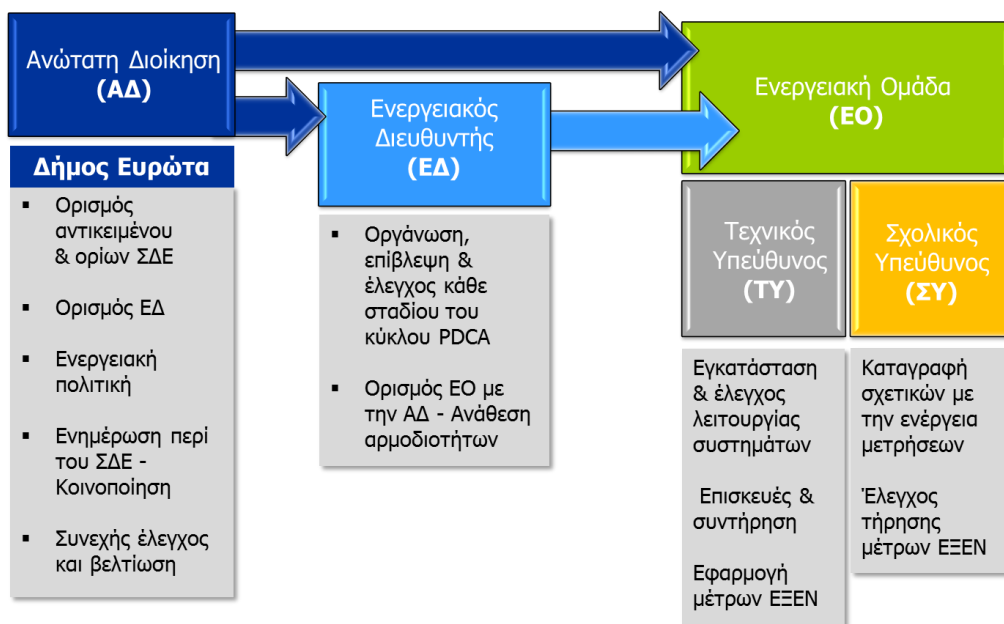 Ανώτατη Διοίκηση
(ΑΔ)
Δήμος Ευρώτα
▪ Ορισμός
αντικειμένου
& ορίων ΣΔΕ
▪ Ορισμός ΕΔ
▪ Ενεργειακή
πολιτική
▪ Ενημέρωση περί
του ΣΔΕ -
Κοινοποίηση
▪ Συνεχής έλεγχος
και βελτίωση
Ενεργειακός
Διευθυντής
(ΕΔ)
▪ Οργάνωση,
επίβλεψη &
έλεγχος κάθε
σταδίου του
κύκλου PDCA
▪ Ορισμός ΕΟ με
την ΑΔ - Ανάθεση
αρμοδιοτήτων
Ενεργειακή Ομάδα
(ΕΟ)
Τεχνικός
Υπεύθυνος
(ΤΥ)
Εγκατάσταση
& έλεγχος
λειτουργίας
συστημάτων
Επισκευές &
συντήρηση
Εφαρμογή
μέτρων ΕΞΕΝ
Σχολικός
Υπεύθυνος
(ΣΥ)
Καταγραφή
σχετικών με
την ενέργεια
μετρήσεων
Έλεγχος
τήρησης
μέτρων ΕΞΕΝ